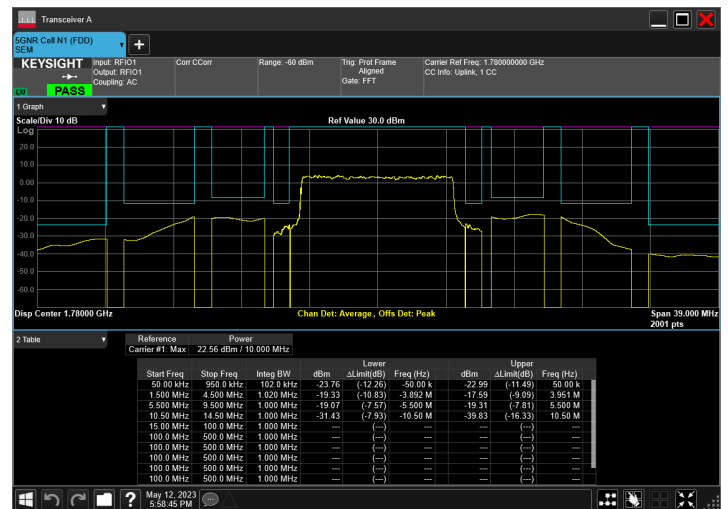 Transceiver A
5GNR Cell N1 (FDD)
SEM
KEYSIGHT
LXI
PASS
Input: RFIO1
Output: RFIO1
Coupling: AC
Corr CCorr
Range: -60 dBm
Trig: Prot Frame
Aligned
Gate: FFT
Carrier Ref Freq: 1.780000000 GHz
CC Info: Uplink, 1 CC
1 Graph
Scale/Div 10 dB
Ref Value 30.0 dBm
Log
20.0
10.0
0.00
-10.0
-20.0
-30.0
-40.0
-50.0
-60.0
Disp Center 1.78000 GHz
Chan Det: Average, Offs Det: Peak
Span 39.000 MHz
2001 pts
2 Table
Reference Power
Carrier #1: Max 22.56 dBm / 10.000 MHz
Lower Upper
Start Freq Stop Freq Integ BW dBm ΔLimit(dB) Freq (Hz) dBm ΔLimit(dB) Freq (Hz)
50.00 kHz 950.0 kHz 102.0 kHz -23.76 (-12.26) -50.00 k -22.99 (-11.49) 50.00 k
1.500 MHz 4.500 MHz 1.020 MHz -19.33 (-10.83) -3.892 M -17.59 (-9.09) 3.951 M
5.500 MHz 9.500 MHz 1.000 MHz -19.07 (-7.57) -5.500 M -19.31 (-7.81) 5.500 M
10.50 MHz 14.50 MHz 1.000 MHz -31.43 (-7.93) -10.50 M -39.83 (-16.33) 10.50 M
15.00 MHz 100.0 MHz 1.000 MHz --- (---) --- --- (---) ---
100.0 MHz 500.0 MHz 1.000 MHz --- (---) --- --- (---) ---
100.0 MHz 500.0 MHz 1.000 MHz --- (---) --- --- (---) ---
100.0 MHz 500.0 MHz 1.000 MHz --- (---) --- --- (---) ---
100.0 MHz 500.0 MHz 1.000 MHz --- (---) --- --- (---) ---
100.0 MHz 500.0 MHz 1.000 MHz --- (---) --- --- (---) ---
?
May 12, 2023
5:58:45 PM